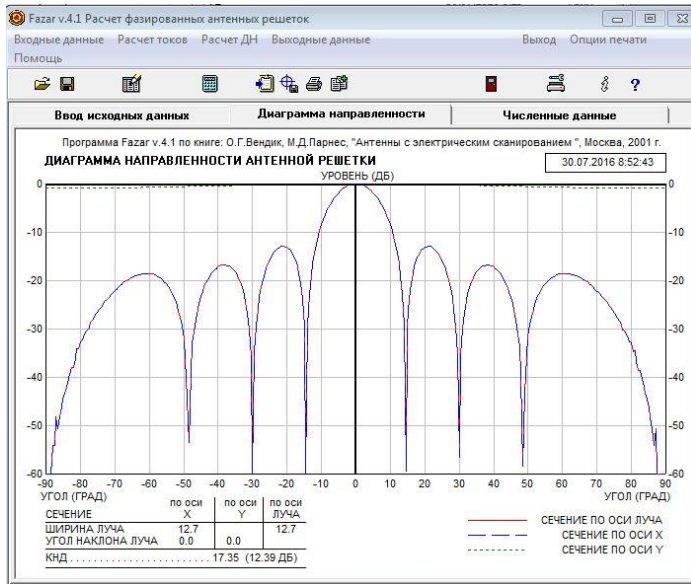 Fazar v.4.1 Расчет фазированных антенных решеток
Входные данные Расчет токов Расчет ДН Выходные данные Выход Опции печати
Помощь
Ввод исходных данных Диаграмма направленности Численные данные
Программа Fazar v.4.1 по книге: О.Г.Вендик, М.Д.Парнес, "Антенны с электрическим сканированием ", Москва, 2001 г.
ДИАГРАММА НАПРАВЛЕННОСТИ АНТЕННОЙ РЕШЕТКИ 30.07.2016 8:52:43
УРОВЕНЬ (ДБ)
0 0
-10 -10
-20 -20
-30 -30
-40 -40
-50 -50
-60 -60
-90 -80 -70 -60 -50 -40 -30 -20 -10 0 10 20 30 40 50 60 70 80 90
УГОЛ (ГРАД) УГОЛ (ГРАД)
по оси по оси по оси
СЕЧЕНИЕ X Y ЛУЧА
ШИРИНА ЛУЧА 12.7 12.7
УГОЛ НАКЛОНА ЛУЧА 0.0 0.0
КНД . . . . . . . . . . . . . . . . . . . . . . . 17.35 (12.39 ДБ)
СЕЧЕНИЕ ПО ОСИ ЛУЧА
СЕЧЕНИЕ ПО ОСИ X
СЕЧЕНИЕ ПО ОСИ Y